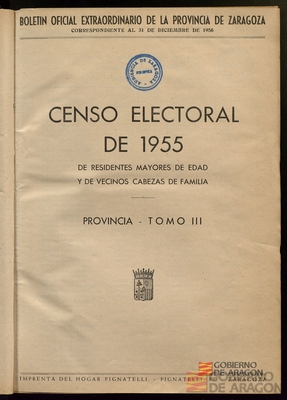 BOLETIN OFICIAL EXTRAORDINARIO DE LA PROVINCIA DE ZARAGOZA
CORRESPONDIENTE AL 31 DE DICIEMBRE DE 1956
CENSO ELECTORAL
DE 1955
DE RESIDENTES MAYORES DE EDAD
Y DE VECINOS CABEZAS DE FAMILIA
PROVINCIA - TOMO III
GOBIERNO
DE ARAGON
IMPRENTA DEL HOGAR PIGNATELLI. - PIGNATELLI
ZARAGOZA